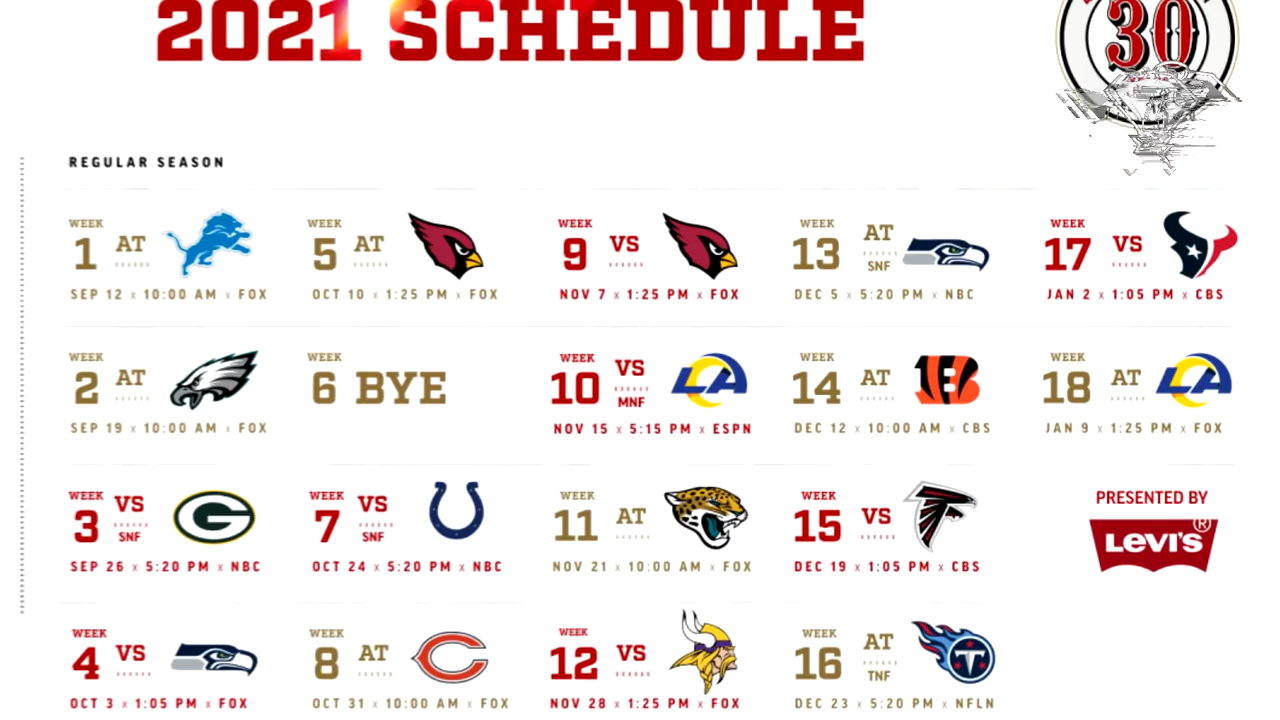 2021 SCHEDULE
30
REGULAR SEASON
WEEK 1 AT
SEP 12 x 10:00 AM x FOX
WEEK 5 AT
OCT 10 x 1:25 PM x FOX
WEEK 9 VS
NOV 7 x 1:25 PM x FOX
WEEK 13 AT SNF
DEC 5 x 5:20 PM x NBC
WEEK 17 VS
JAN 2 x 1:05 PM x CBS
WEEK 2 AT
SEP 19 x 10:00 AM x FOX
WEEK 6 BYE
WEEK 10 VS MNF
LA
NOV 15 x 5:15 PM x ESPN
WEEK 14 AT
B
DEC 12 x 10:00 AM x CBS
WEEK 18 AT
LA
JAN 9 x 1:25 PM x FOX
WEEK 3 VS SNF
G
SEP 26 x 5:20 PM x NBC
WEEK 7 VS SNF
OCT 24 x 5:20 PM x NBC
WEEK 11 AT
NOV 21 x 10:00 AM x FOX
WEEK 15 VS
DEC 19 x 1:05 PM x CBS
PRESENTED BY
LEVI'S ®
WEEK 4 VS
OCT 3 x 1:05 PM x FOX
WEEK 8 AT
C
OCT 31 x 10:00 AM x FOX
WEEK 12 VS
NOV 28 x 1:25 PM x FOX
WEEK 16 AT TNF
T
DEC 23 x 5:20 PM x NFLN